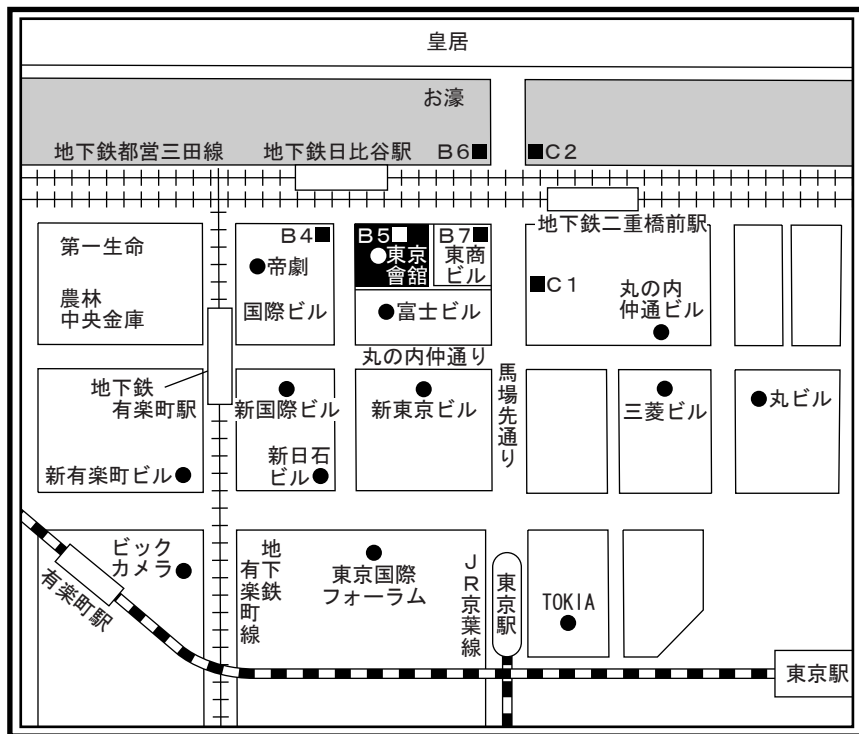 皇居
お濠
地下鉄都営三田線
地下鉄日比谷駅
B6
C2
地下鉄二重橋前駅
第一生命
農林
中央金庫
B4
帝劇
国際ビル
B5
東京
會舘
B7
東商
ビル
富士ビル
C1
丸の内
仲通ビル
丸の内仲通り
地下鉄
有楽町駅
新国際ビル
新日石
ビル
新東京ビル
馬場先通り
三菱ビル
丸ビル
新有楽町ビル
ビック
カメラ
有楽町駅
地下鉄
有楽町線
東京国際
フォーラム
JR京葉線
東京駅
TOKIA
東京駅